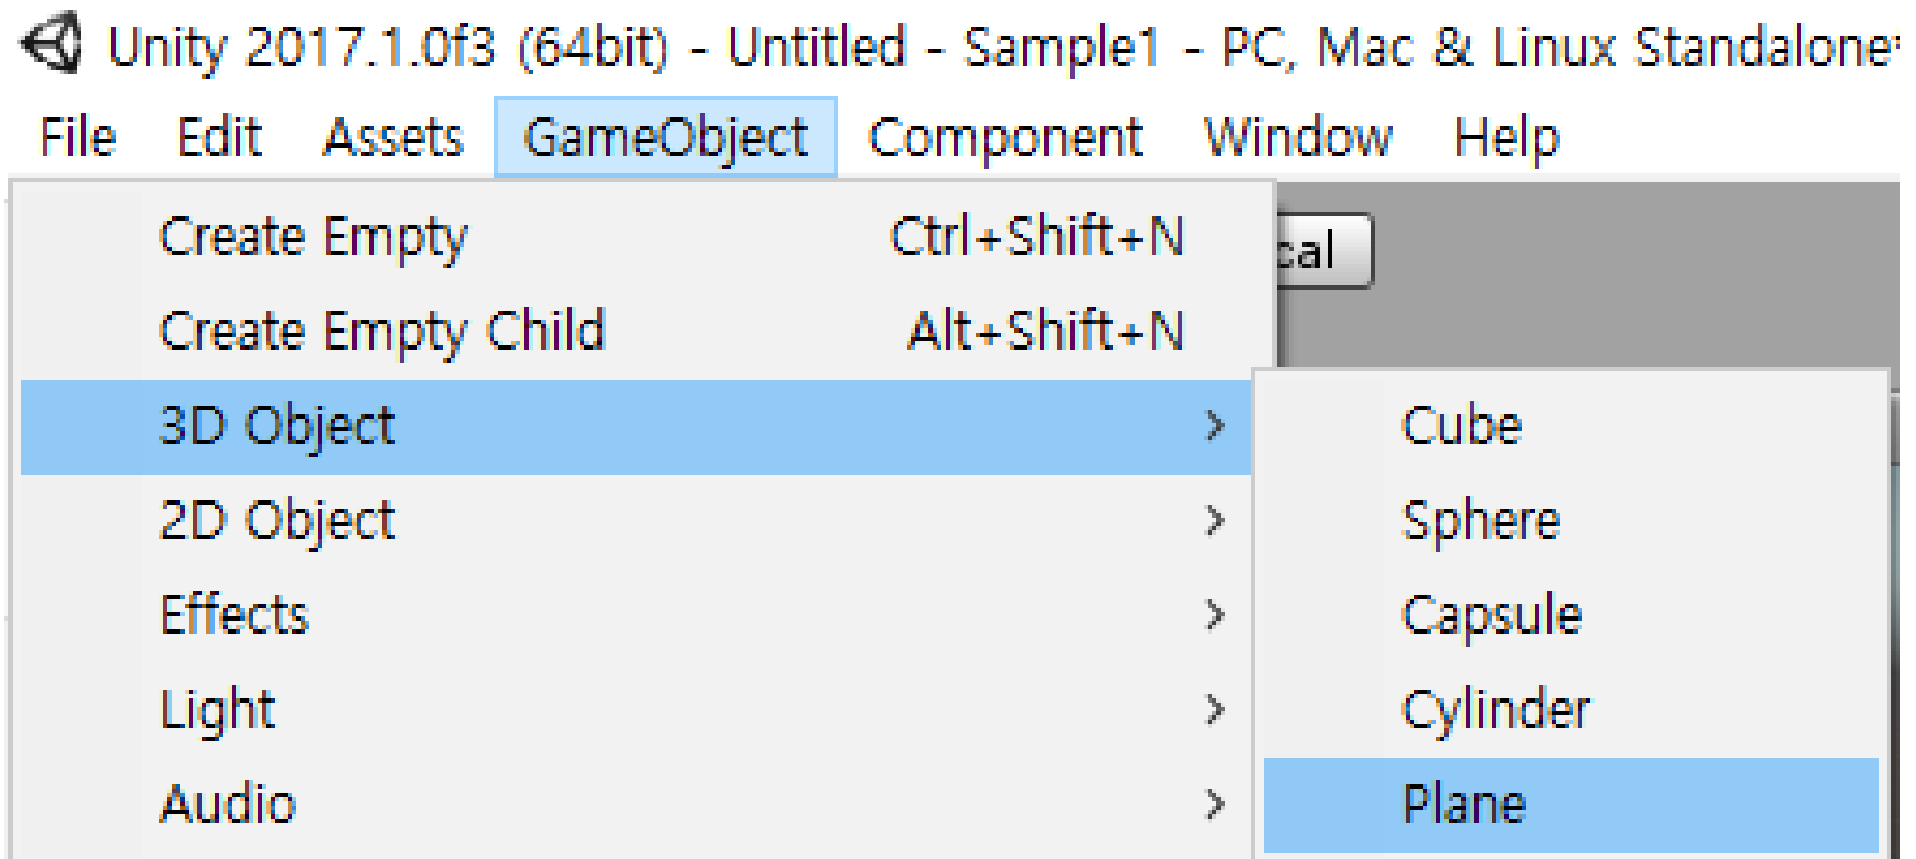 Unity 2017.1.0f3 (64bit) - Untitled - Sample1 - PC, Mac & Linux Standalone
File Edit Assets GameObject Component Window Help
Create Empty Ctrl+Shift+N
cal
Create Empty Child Alt+Shift+N
3D Object >
Cube
2D Object >
Sphere
Effects >
Capsule
Light >
Cylinder
Audio >
Plane